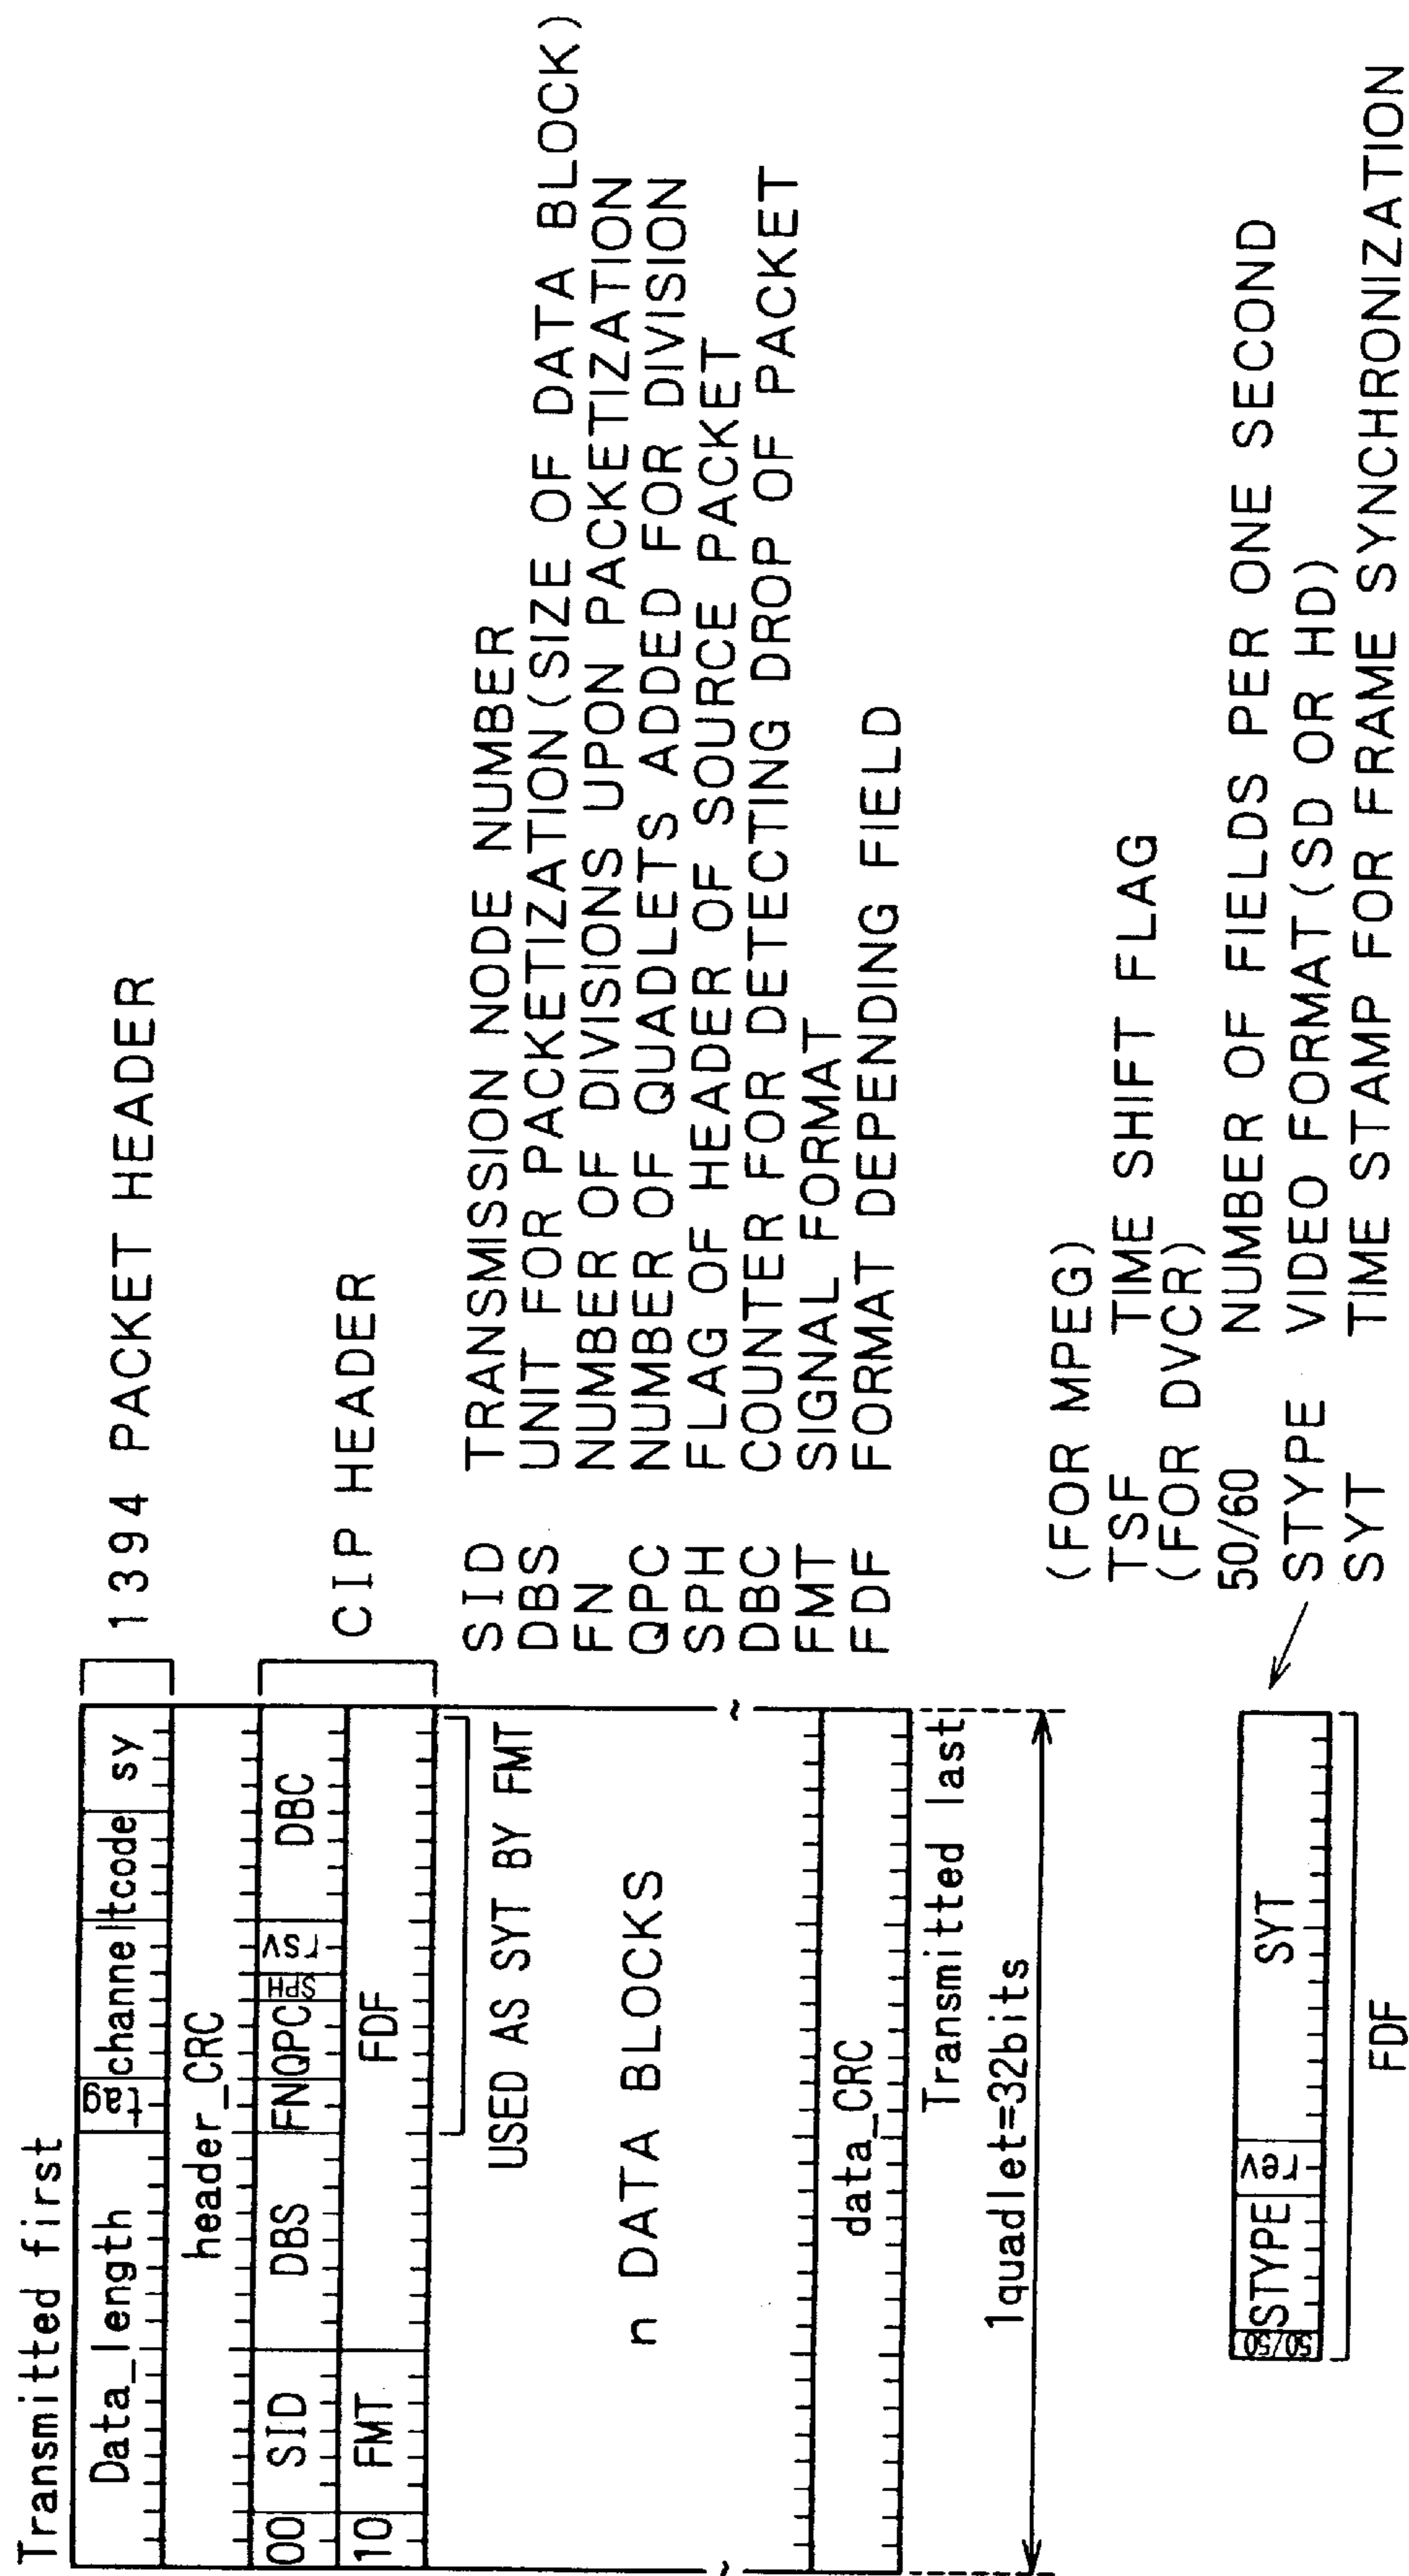 Transmitted first
Data_length tag channel tcode sy
1394 PACKET HEADER
header_CRC
00 SID DBS FN QPC SPH rsv DBC
10 FMT FDF
CIP HEADER
USED AS SYT BY FMT
n DATA BLOCKS
data_CRC
Transmitted last
1quadlet=32bits
SID TRANSMISSION NODE NUMBER
DBS UNIT FOR PACKETIZATION (SIZE OF DATA BLOCK)
FN NUMBER OF DIVISIONS UPON PACKETIZATION
QPC NUMBER OF QUADLETS ADDED FOR DIVISION
SPH FLAG OF HEADER OF SOURCE PACKET
DBC COUNTER FOR DETECTING DROP OF PACKET
FMT SIGNAL FORMAT
FDF FORMAT DEPENDING FIELD
(FOR MPEG)
TSF TIME SHIFT FLAG
(FOR DVCR)
50/60 NUMBER OF FIELDS PER ONE SECOND
STYPE VIDEO FORMAT (SD OR HD)
SYT TIME STAMP FOR FRAME SYNCHRONIZATION
50/50 STYPE rev SYT
FDF